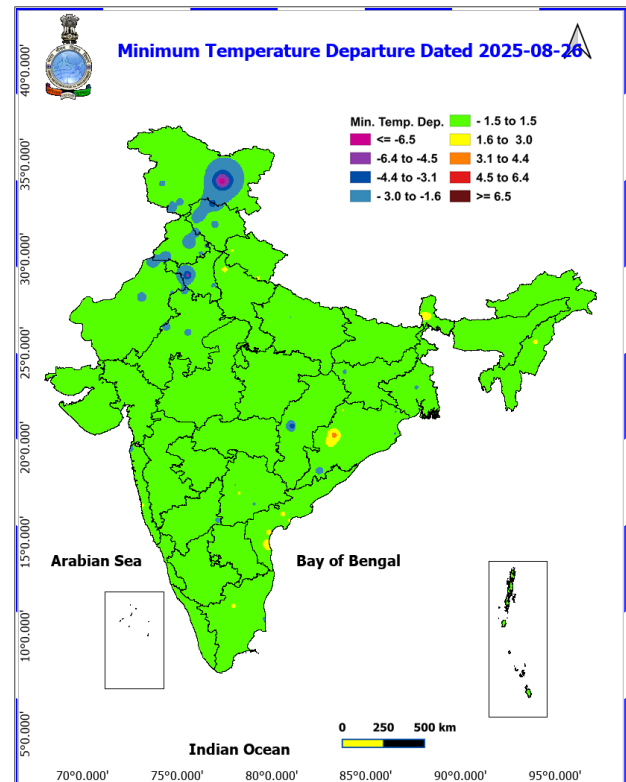 Minimum Temperature Departure Dated 2025-08-26
Min. Temp. Dep.
<= -6.5
-6.4 to -4.5
-4.4 to -3.1
- 3.0 to -1.6
- 1.5 to 1.5
1.6 to 3.0
3.1 to 4.4
4.5 to 6.4
>= 6.5
40°0.000'
35°0.000'
30°0.000'
25°0.000'
20°0.000'
15°0.000'
10°0.000'
5°0.000'
Arabian Sea
Bay of Bengal
Indian Ocean
0 250 500 km
70°0.000' 75°0.000' 80°0.000' 85°0.000' 90°0.000' 95°0.000'